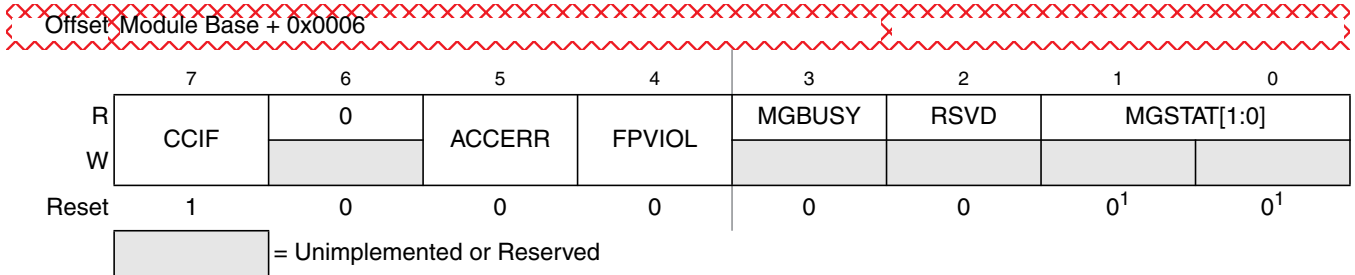 Offset Module Base + 0x0006
7 6 5 4 3 2 1 0
R CCIF 0 ACCERR FPVIOL MGBUSY RSVD MGSTAT[1:0]
W
Reset 1 0 0 0 0 0 0¹ 0¹
= Unimplemented or Reserved